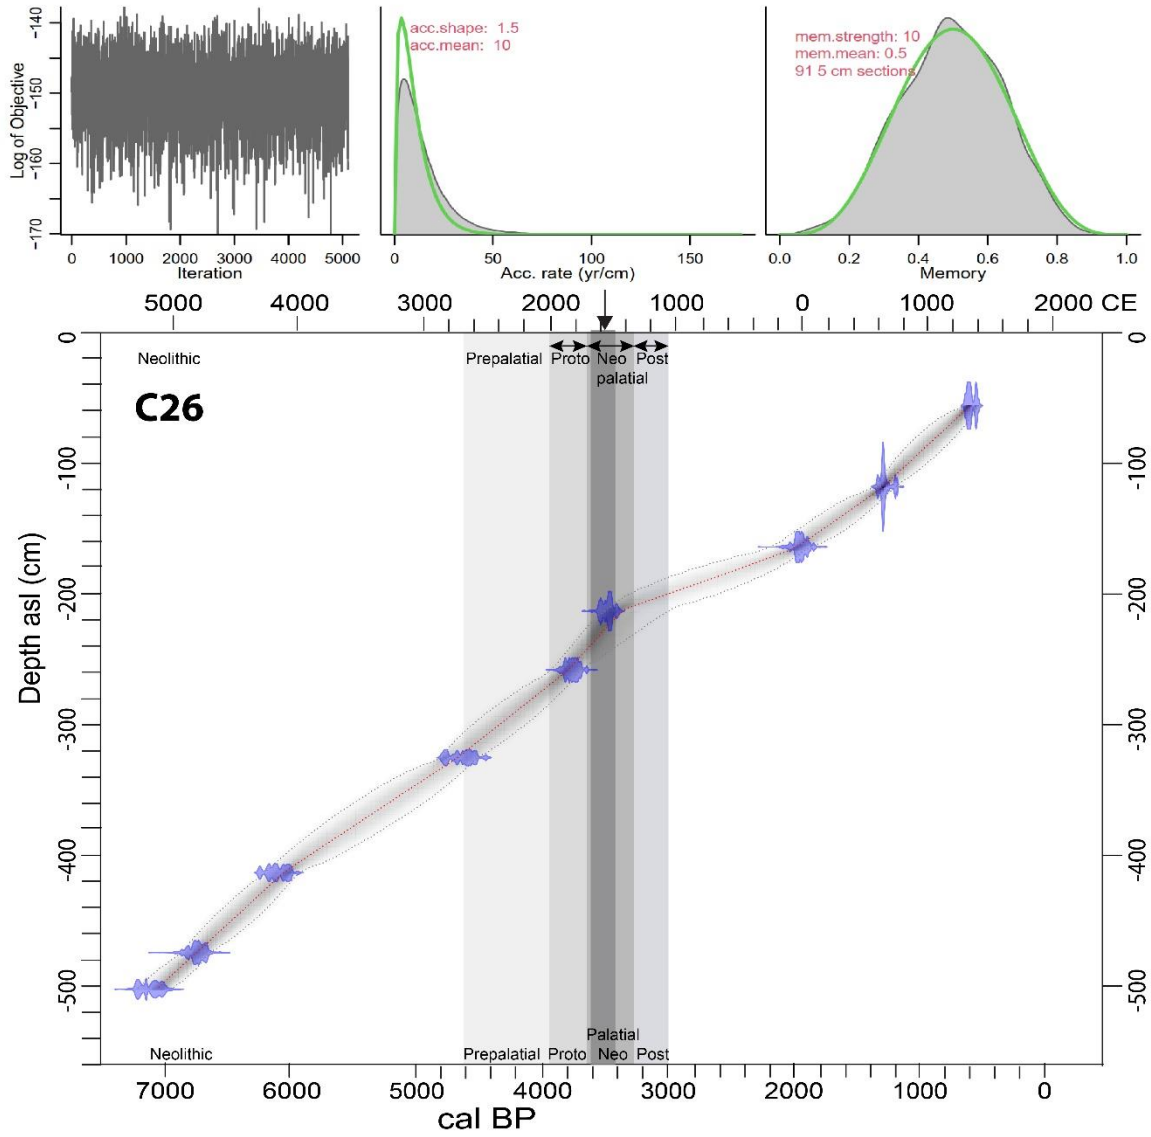 -140
-150
-160
-170
Log of Objective
0 1000 2000 3000 4000 5000
Iteration
acc.shape: 1.5
acc.mean: 10
0 50 100 150
Acc. rate (yr/cm)
mem.strength: 10
mem.mean: 0.5
91 5 cm sections
0.0 0.2 0.4 0.6 0.8 1.0
Memory
5000 4000 3000 2000 1000 0 1000 2000 CE
Neolithic Prepalatial Proto Neo Post
palatial
C26
0
-100
-200
-300
-400
-500
Depth asl (cm)
0
-100
-200
-300
-400
-500
Palatial
Neolithic Prepalatial Proto Neo Post
7000 6000 5000 4000 3000 2000 1000 0
cal BP